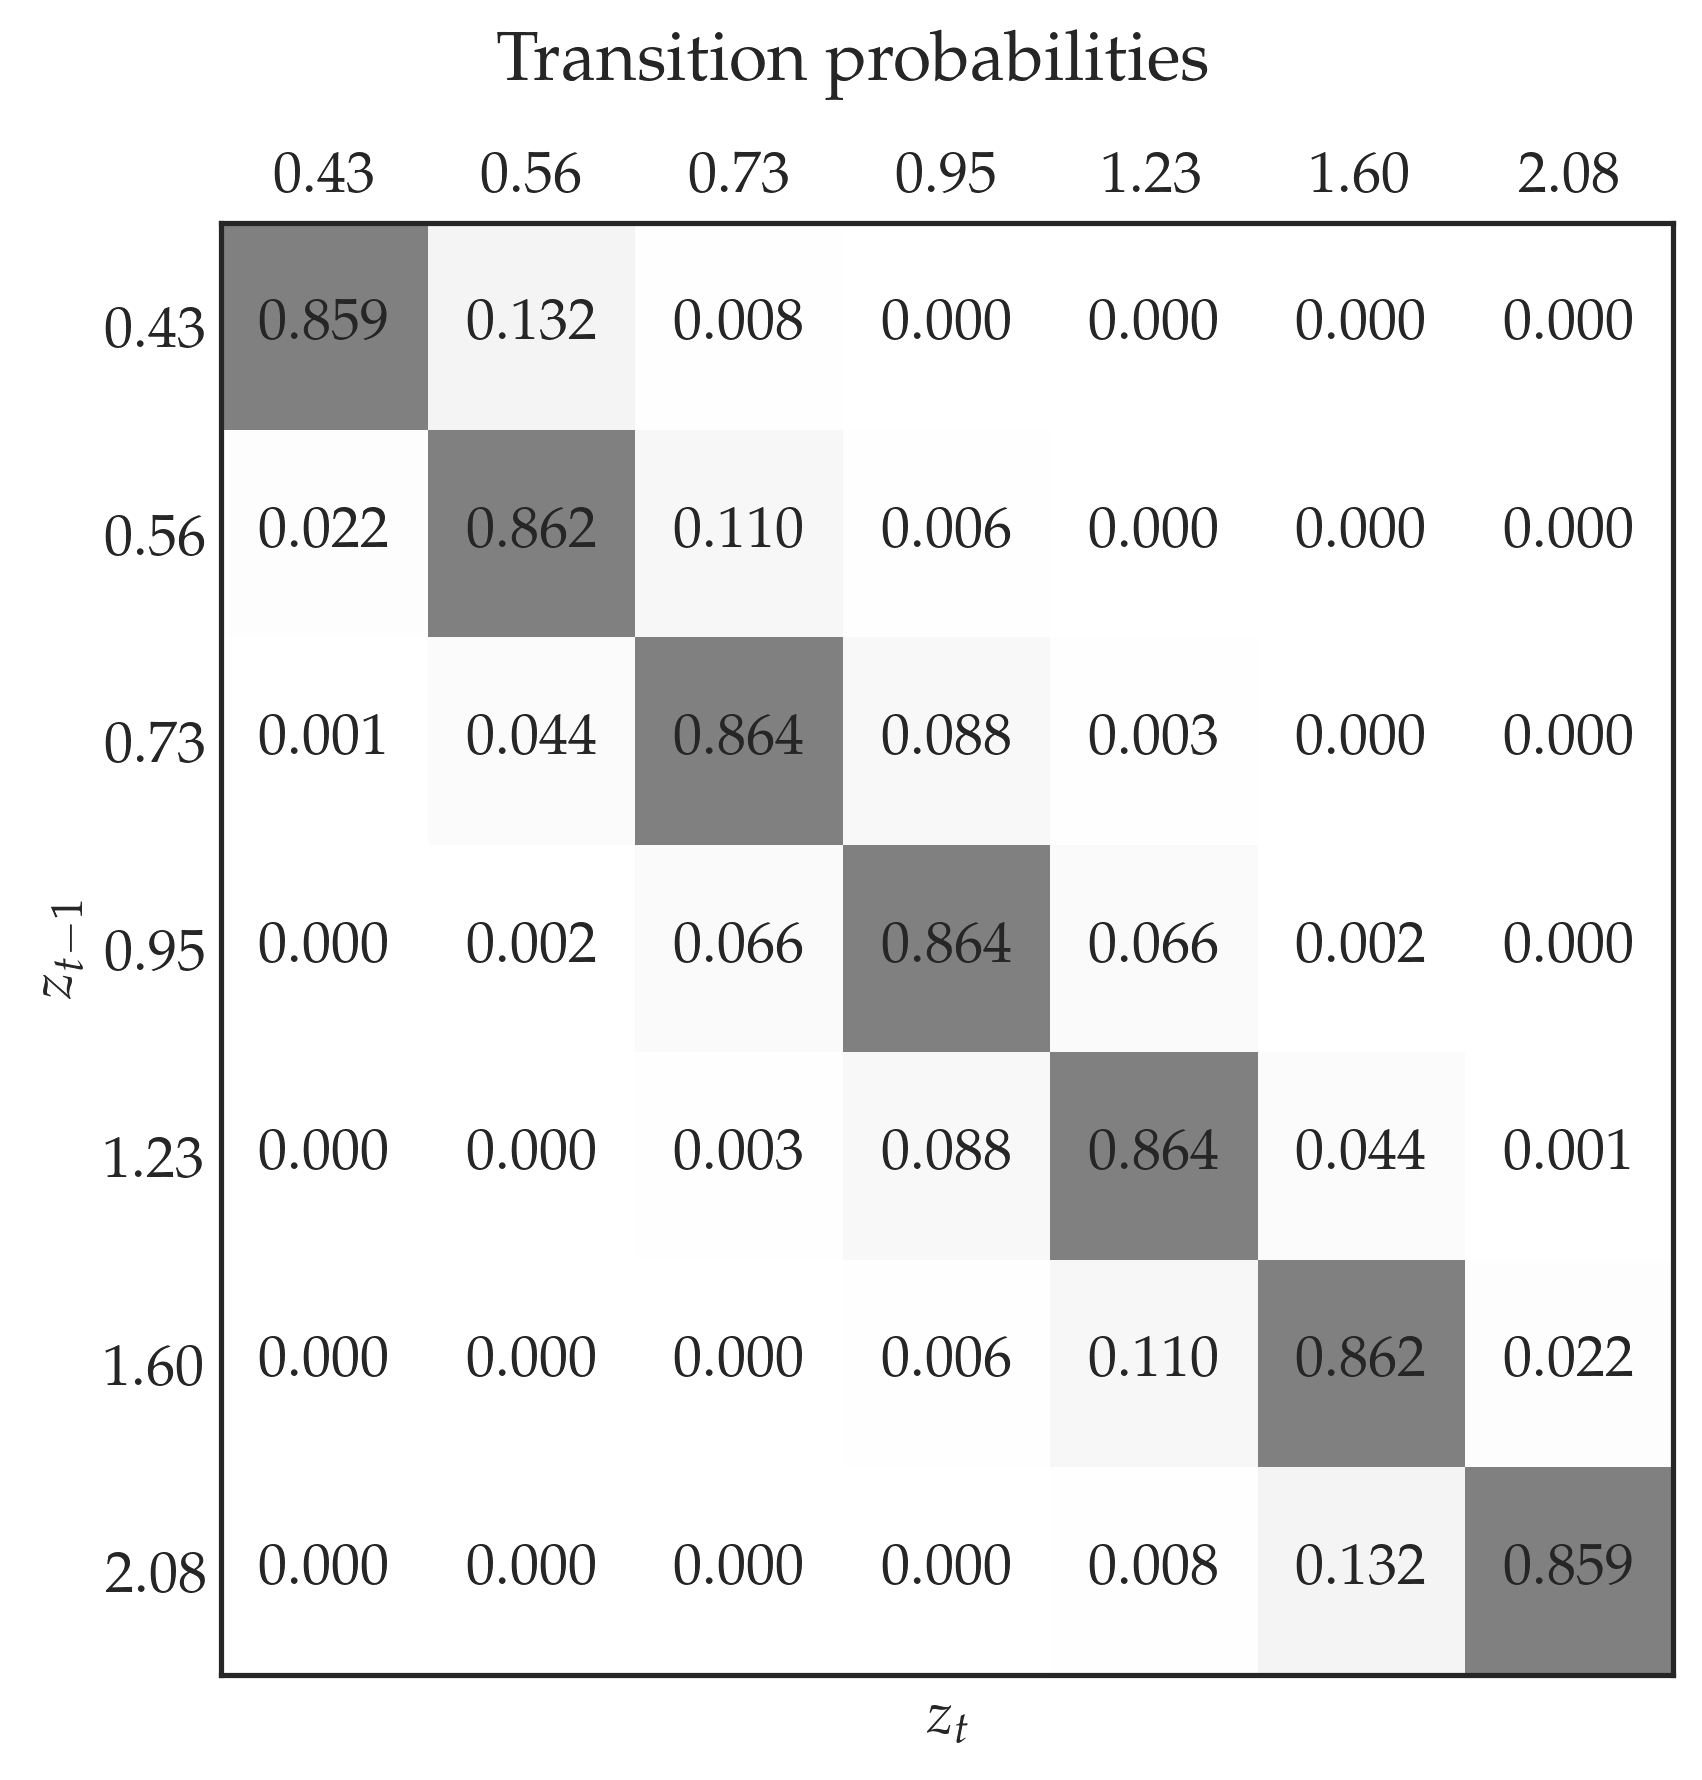 Transition probabilities
0.43 0.56 0.73 0.95 1.23 1.60 2.08
0.43 0.859 0.132 0.008 0.000 0.000 0.000 0.000
0.56 0.022 0.862 0.110 0.006 0.000 0.000 0.000
0.73 0.001 0.044 0.864 0.088 0.003 0.000 0.000
0.95 0.000 0.002 0.066 0.864 0.066 0.002 0.000
1.23 0.000 0.000 0.003 0.088 0.864 0.044 0.001
1.60 0.000 0.000 0.000 0.006 0.110 0.862 0.022
2.08 0.000 0.000 0.000 0.000 0.008 0.132 0.859
z_{t−1}
z_t